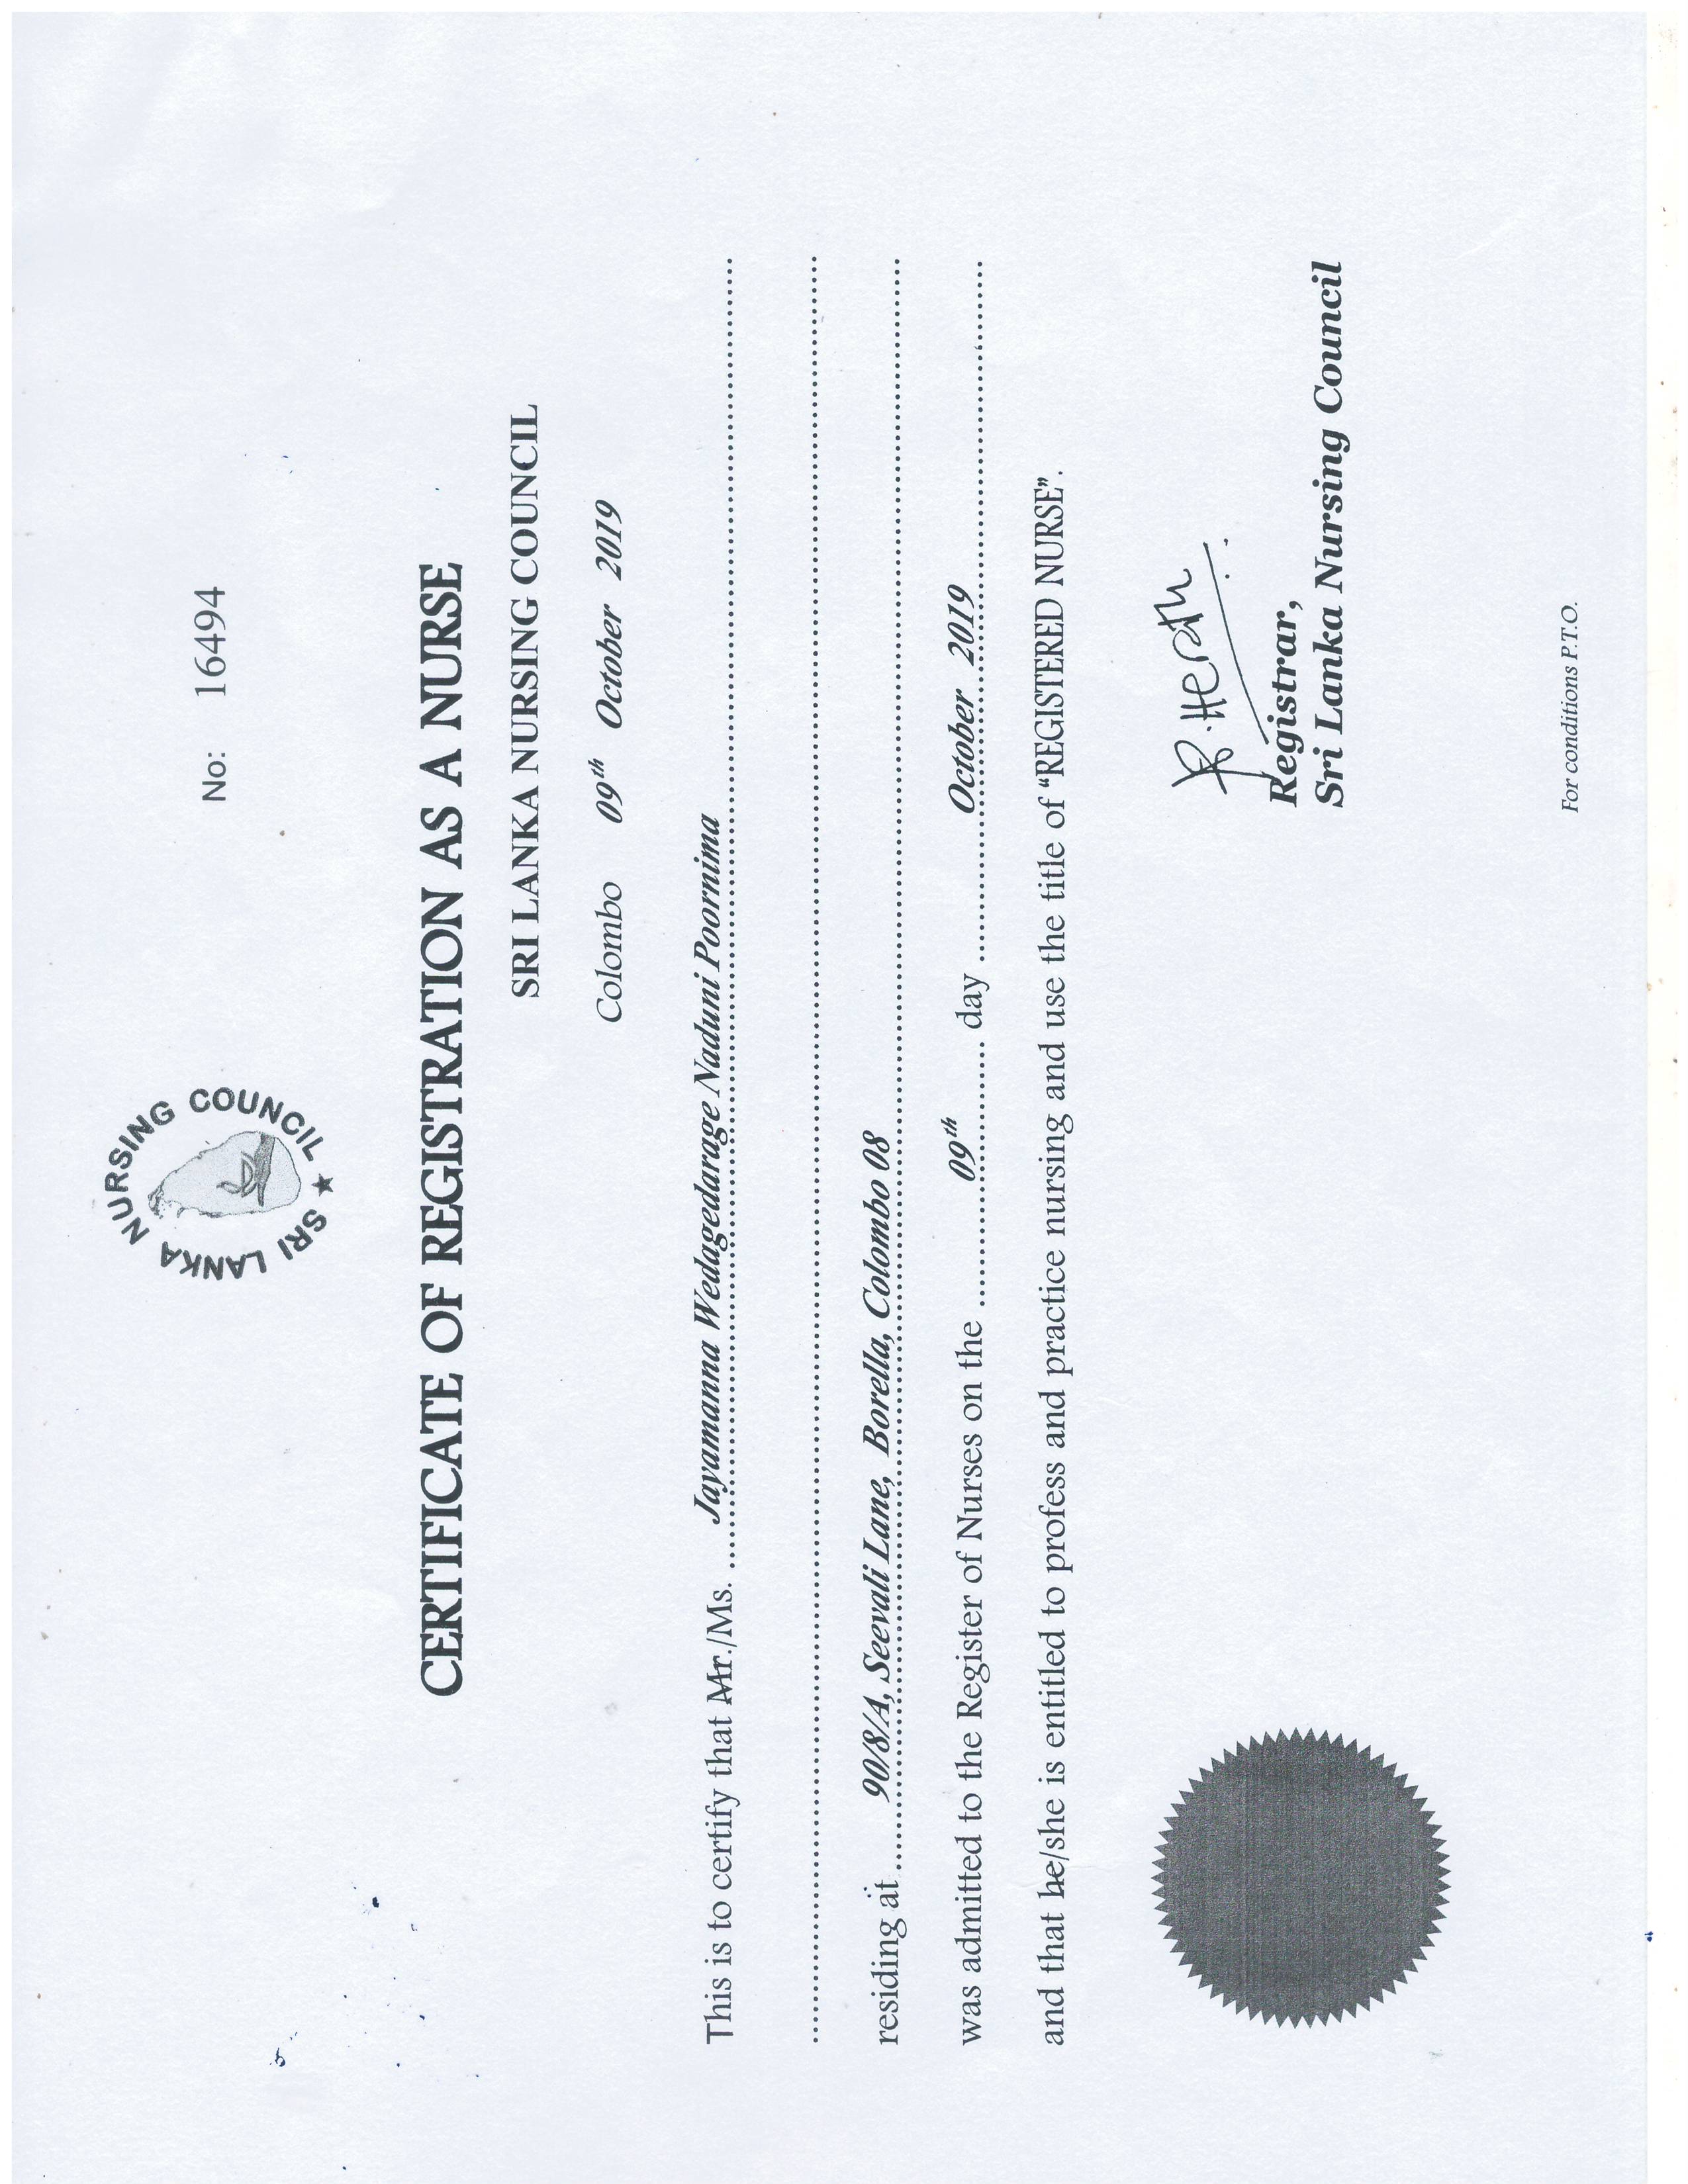 SRI LANKA NURSING COUNCIL ★
No: 16494
CERTIFICATE OF REGISTRATION AS A NURSE
SRI LANKA NURSING COUNCIL
Colombo 09th October 2019
This is to certify that Mr./Ms. Jayamanna Wedagedarage Naduni Poornima
residing at 90/8/A, Seevali Lane, Borella, Colombo 08
was admitted to the Register of Nurses on the 09th day October 2019
and that he/she is entitled to profess and practice nursing and use the title of “REGISTERED NURSE”.
R. Herath
Registrar,
Sri Lanka Nursing Council
For conditions P.T.O.